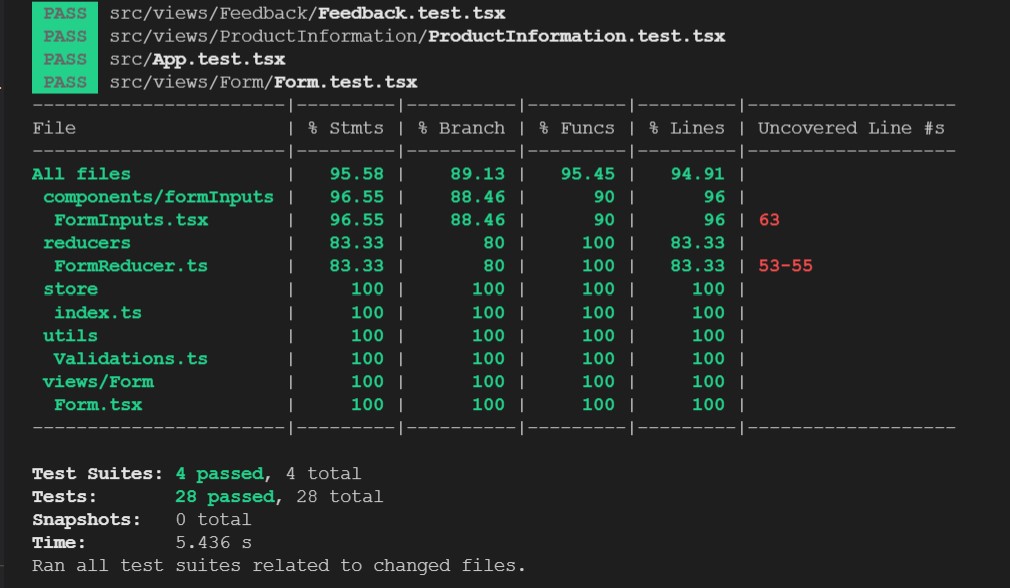 PASS src/views/Feedback/Feedback.test.tsx
PASS src/views/ProductInformation/ProductInformation.test.tsx
PASS src/App.test.tsx
PASS src/views/Form/Form.test.tsx
-----------------------|---------|----------|---------|---------|-------------------
File | % Stmts | % Branch | % Funcs | % Lines | Uncovered Line #s
-----------------------|---------|----------|---------|---------|-------------------
All files | 95.58 | 89.13 | 95.45 | 94.91 |
components/formInputs | 96.55 | 88.46 | 90 | 96 |
FormInputs.tsx | 96.55 | 88.46 | 90 | 96 | 63
reducers | 83.33 | 80 | 100 | 83.33 |
FormReducer.ts | 83.33 | 80 | 100 | 83.33 | 53-55
store | 100 | 100 | 100 | 100 |
index.ts | 100 | 100 | 100 | 100 |
utils | 100 | 100 | 100 | 100 |
Validations.ts | 100 | 100 | 100 | 100 |
views/Form | 100 | 100 | 100 | 100 |
Form.tsx | 100 | 100 | 100 | 100 |
-----------------------|---------|----------|---------|---------|-------------------
Test Suites: 4 passed, 4 total
Tests: 28 passed, 28 total
Snapshots: 0 total
Time: 5.436 s
Ran all test suites related to changed files.